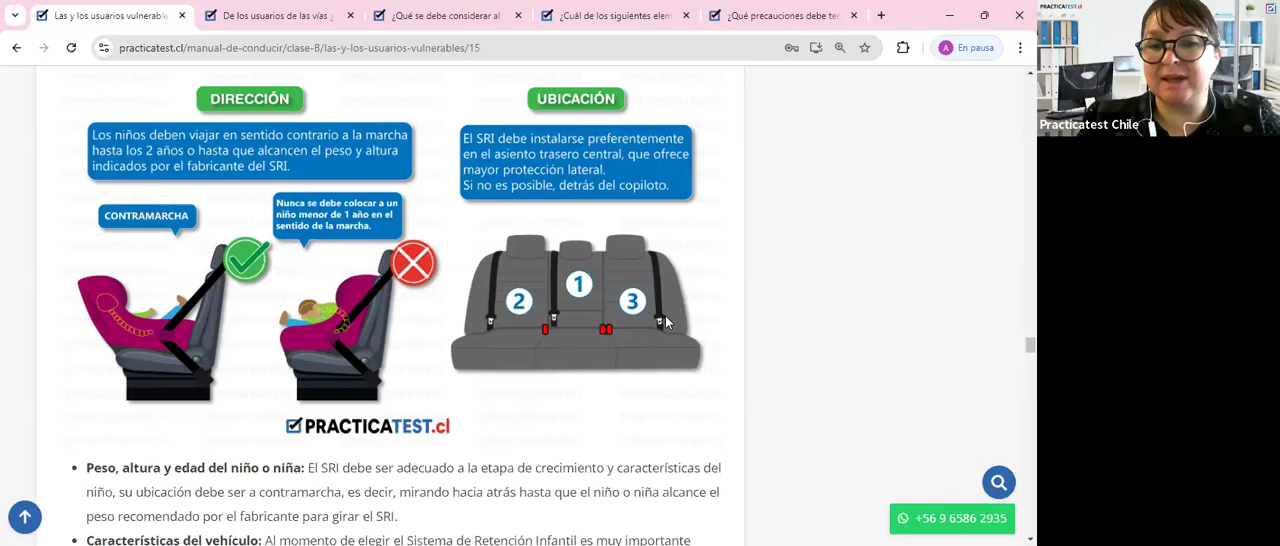 Las y los usuarios vulnerable
De los usuarios de las vías ¿
¿Qué se debe considerar al
¿Cuál de los siguientes elem
¿Qué precauciones debe te
practicatest.cl/manual-de-conducir/clase-B/las-y-los-usuarios-vulnerables/15
A En pausa
PRACTICATEST.cl
Practicatest Chile
DIRECCIÓN
Los niños deben viajar en sentido contrario a la marcha
hasta los 2 años o hasta que alcancen el peso y altura
indicados por el fabricante del SRI.
CONTRAMARCHA
Nunca se debe colocar a un
niño menor de 1 año en el
sentido de la marcha.
UBICACIÓN
El SRI debe instalarse preferentemente
en el asiento trasero central, que ofrece
mayor protección lateral.
Si no es posible, detrás del copiloto.
2
1
3
PRACTICATEST.cl
• Peso, altura y edad del niño o niña: El SRI debe ser adecuado a la etapa de crecimiento y características del
niño, su ubicación debe ser a contramarcha, es decir, mirando hacia atrás hasta que el niño o niña alcance el
peso recomendado por el fabricante para girar el SRI.
• Características del vehículo: Al momento de elegir el Sistema de Retención Infantil es muy importante
+56 9 6586 2935